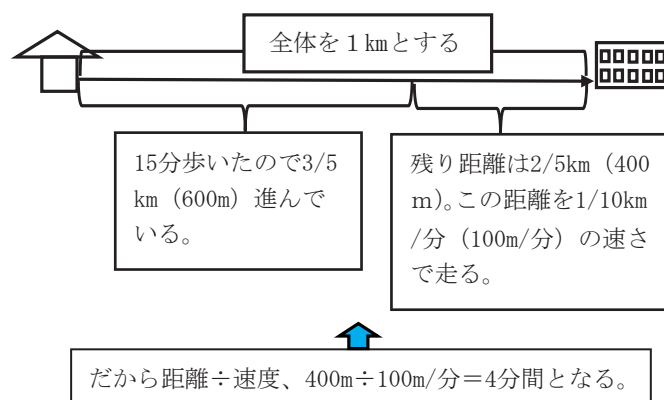 全体を１㎞とする
15分歩いたので3/5
km（600m）進んで
いる。
残り距離は2/5km（400
ｍ）。この距離を1/10km
/分（100m/分）の速さ
で走る。
だから距離÷速度、400m÷100m/分＝4分間となる。